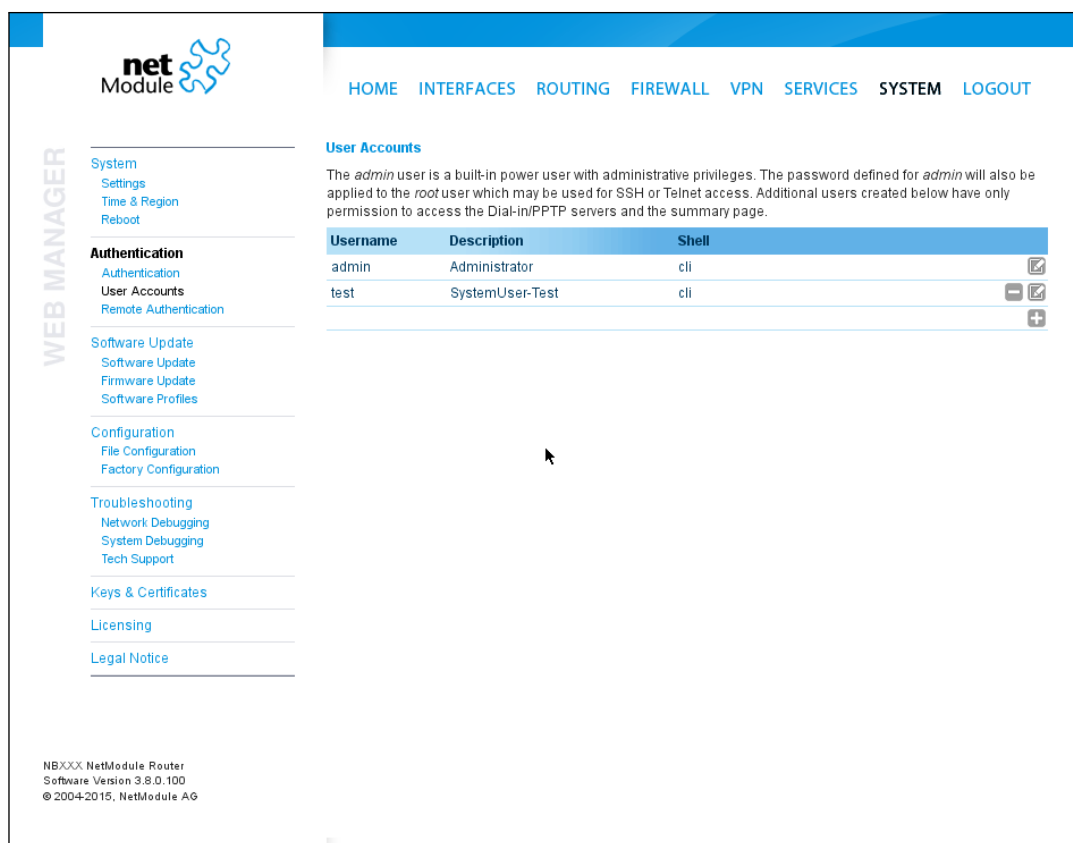 net
Module
HOME INTERFACES ROUTING FIREWALL VPN SERVICES SYSTEM LOGOUT
WEB MANAGER
System
Settings
Time & Region
Reboot
Authentication
Authentication
User Accounts
Remote Authentication
Software Update
Software Update
Firmware Update
Software Profiles
Configuration
File Configuration
Factory Configuration
Troubleshooting
Network Debugging
System Debugging
Tech Support
Keys & Certificates
Licensing
Legal Notice
User Accounts
The admin user is a built-in power user with administrative privileges. The password defined for admin will also be
applied to the root user which may be used for SSH or Telnet access. Additional users created below have only
permission to access the Dial-in/PPTP servers and the summary page.
Username Description Shell
admin Administrator cli
test SystemUser-Test cli
NBXXX NetModule Router
Software Version 3.8.0.100
© 2004-2015, NetModule AG